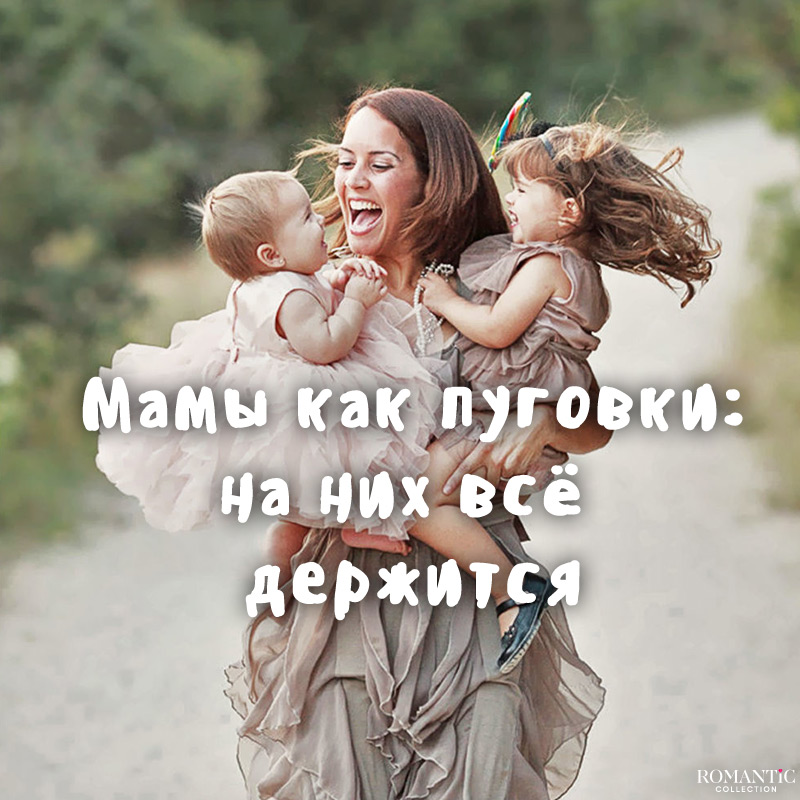 Мамы как пуговки:
на них всё
держится
ROMANTIC
COLLECTION